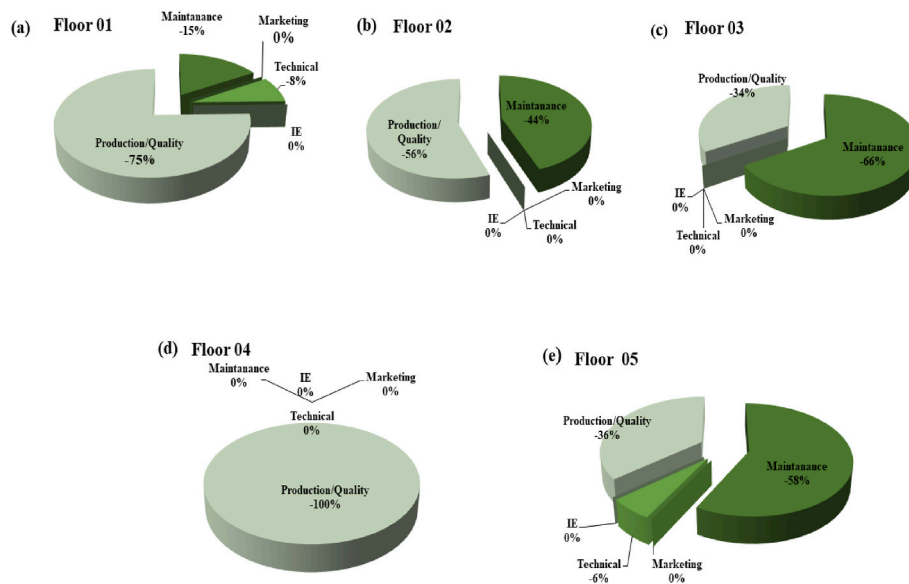 (a) Floor 01
Maintanance
-15%
Marketing
0%
Technical
-8%
IE
0%
Production/Quality
-75%
(b) Floor 02
Maintanance
-44%
Production/
Quality
-56%
Marketing
0%
IE
0%
Technical
0%
(c) Floor 03
Production/Quality
-34%
Maintanance
-66%
IE
0%
Marketing
0%
Technical
0%
(d) Floor 04
Maintanance
0%
IE
0%
Marketing
0%
Technical
0%
Production/Quality
-100%
(e) Floor 05
Production/Quality
-36%
Maintanance
-58%
IE
0%
Technical
-6%
Marketing
0%